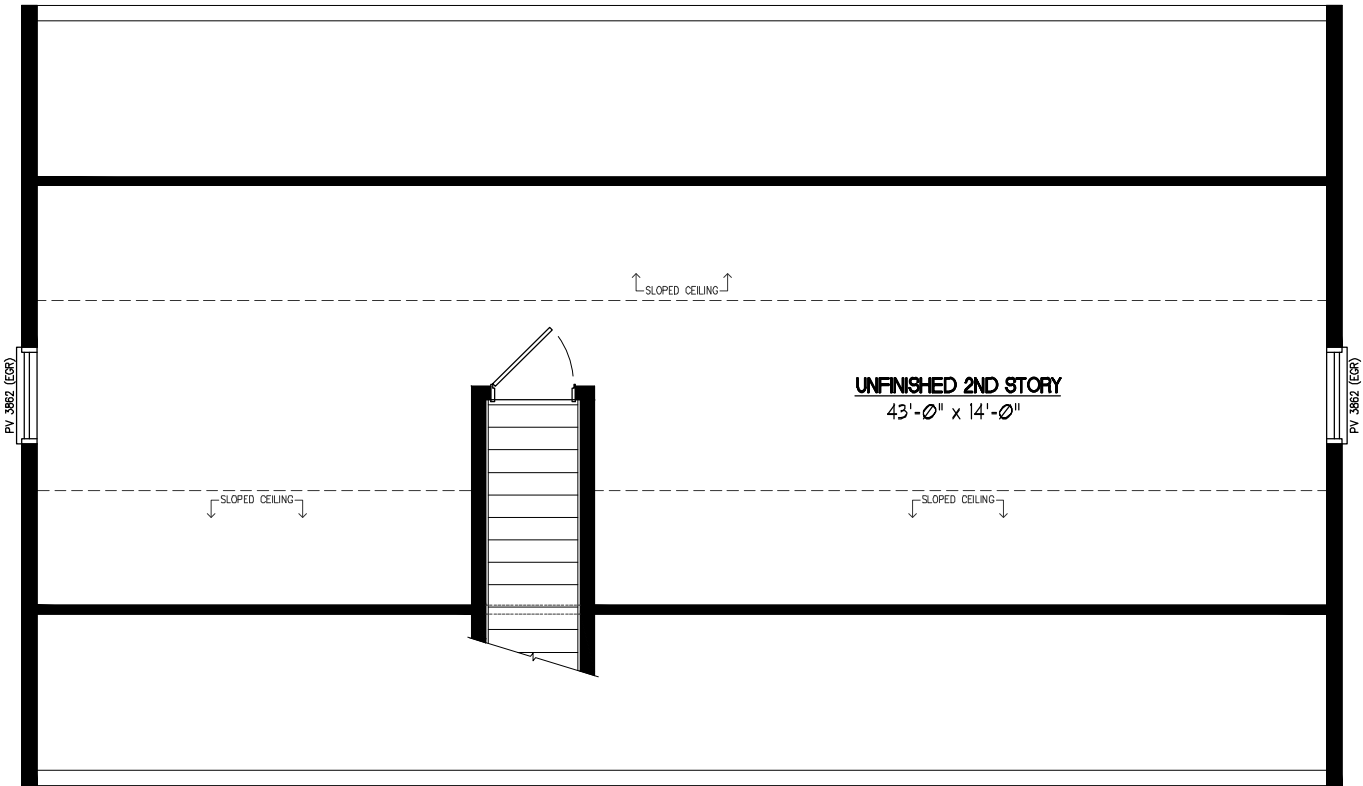 SLOPED CEILING
PV 3862 (EGR)
UNFINISHED 2ND STORY
43'-0" x 14'-0"
PV 3862 (EGR)
SLOPED CEILING
SLOPED CEILING